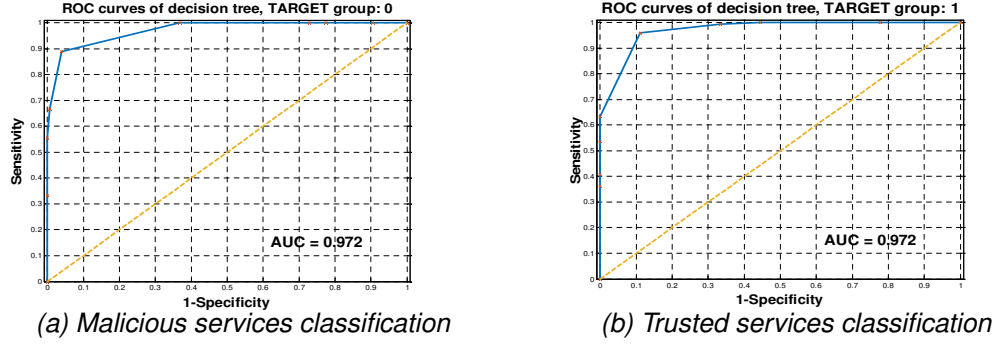 ROC curves of decision tree, TARGET group: 0
1
0.9
0.8
0.7
0.6
0.5
0.4
0.3
0.2
0.1
0
Sensitivity
AUC = 0.972
0 0.1 0.2 0.3 0.4 0.5 0.6 0.7 0.8 0.9 1
1-Specificity
(a) Malicious services classification
ROC curves of decision tree, TARGET group: 1
1
0.9
0.8
0.7
0.6
0.5
0.4
0.3
0.2
0.1
0
Sensitivity
AUC = 0.972
0 0.1 0.2 0.3 0.4 0.5 0.6 0.7 0.8 0.9 1
1-Specificity
(b) Trusted services classification